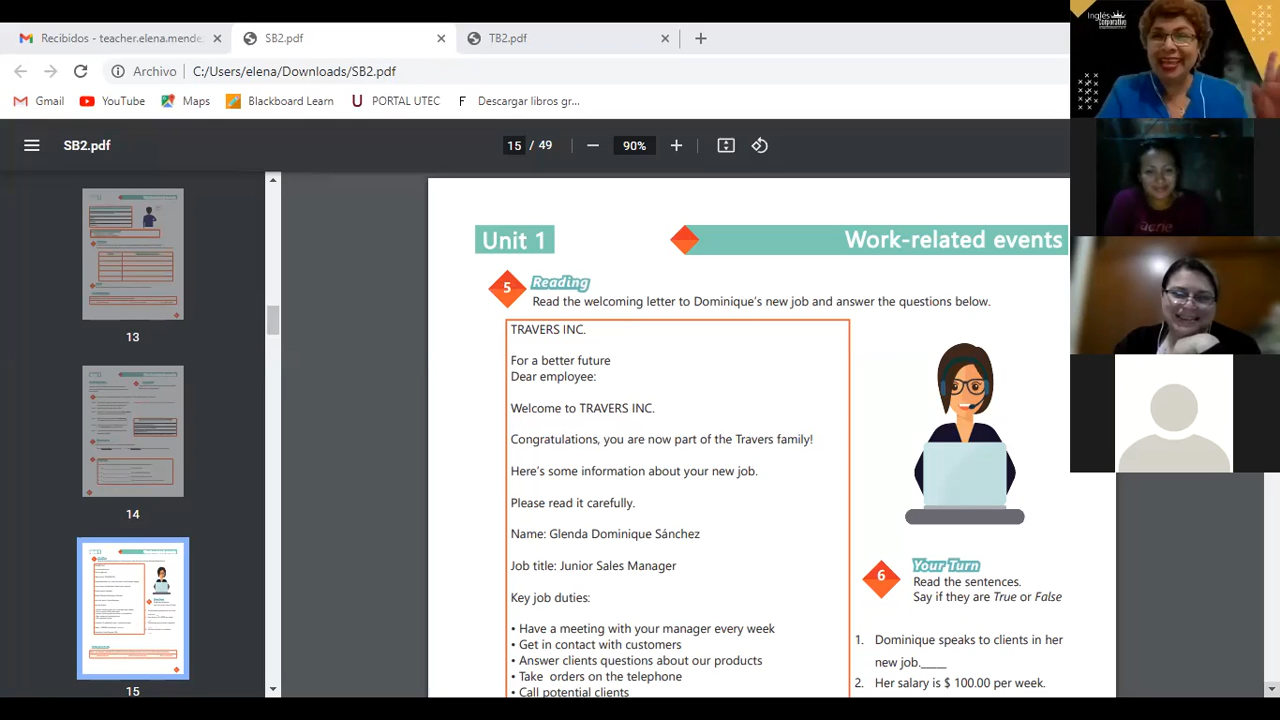 Recibidos - teacher.elena.mende
SB2.pdf
TB2.pdf
Archivo
C:/Users/elena/Downloads/SB2.pdf
Gmail
YouTube
Maps
Blackboard Learn
PORTAL UTEC
F
Descargar libros gr...
SB2.pdf
15 / 49
90%
13
14
15
Unit 1
Work-related events
5
Reading
Read the welcoming letter to Dominique's new job and answer the questions below.
TRAVERS INC.
For a better future
Dear employee:
Welcome to TRAVERS INC.
Congratulations, you are now part of the Travers family!
Here's some information about your new job.
Please read it carefully.
Name: Glenda Dominique Sánchez
Job title: Junior Sales Manager
Key job duties:
• Have a meeting with your manager every week
• Get in contact with customers
• Answer clients questions about our products
• Take orders on the telephone
• Call potential clients
6
Your Turn
Read the sentences.
Say if they are True or False
1. Dominique speaks to clients in her
new job.____
2. Her salary is $ 100.00 per week.
Inglés
Corporativo